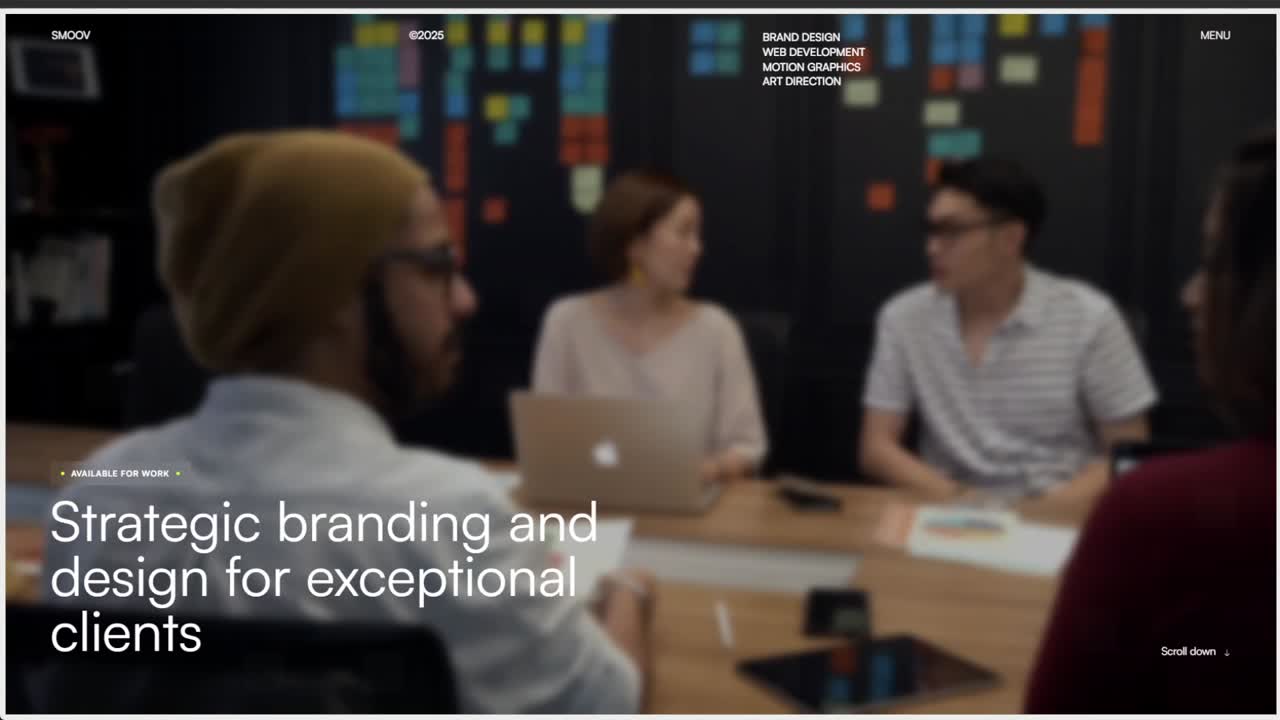 SMOOV
©2025
BRAND DESIGN
WEB DEVELOPMENT
MOTION GRAPHICS
ART DIRECTION
MENU
AVAILABLE FOR WORK
Strategic branding and
design for exceptional
clients
Scroll down ↓